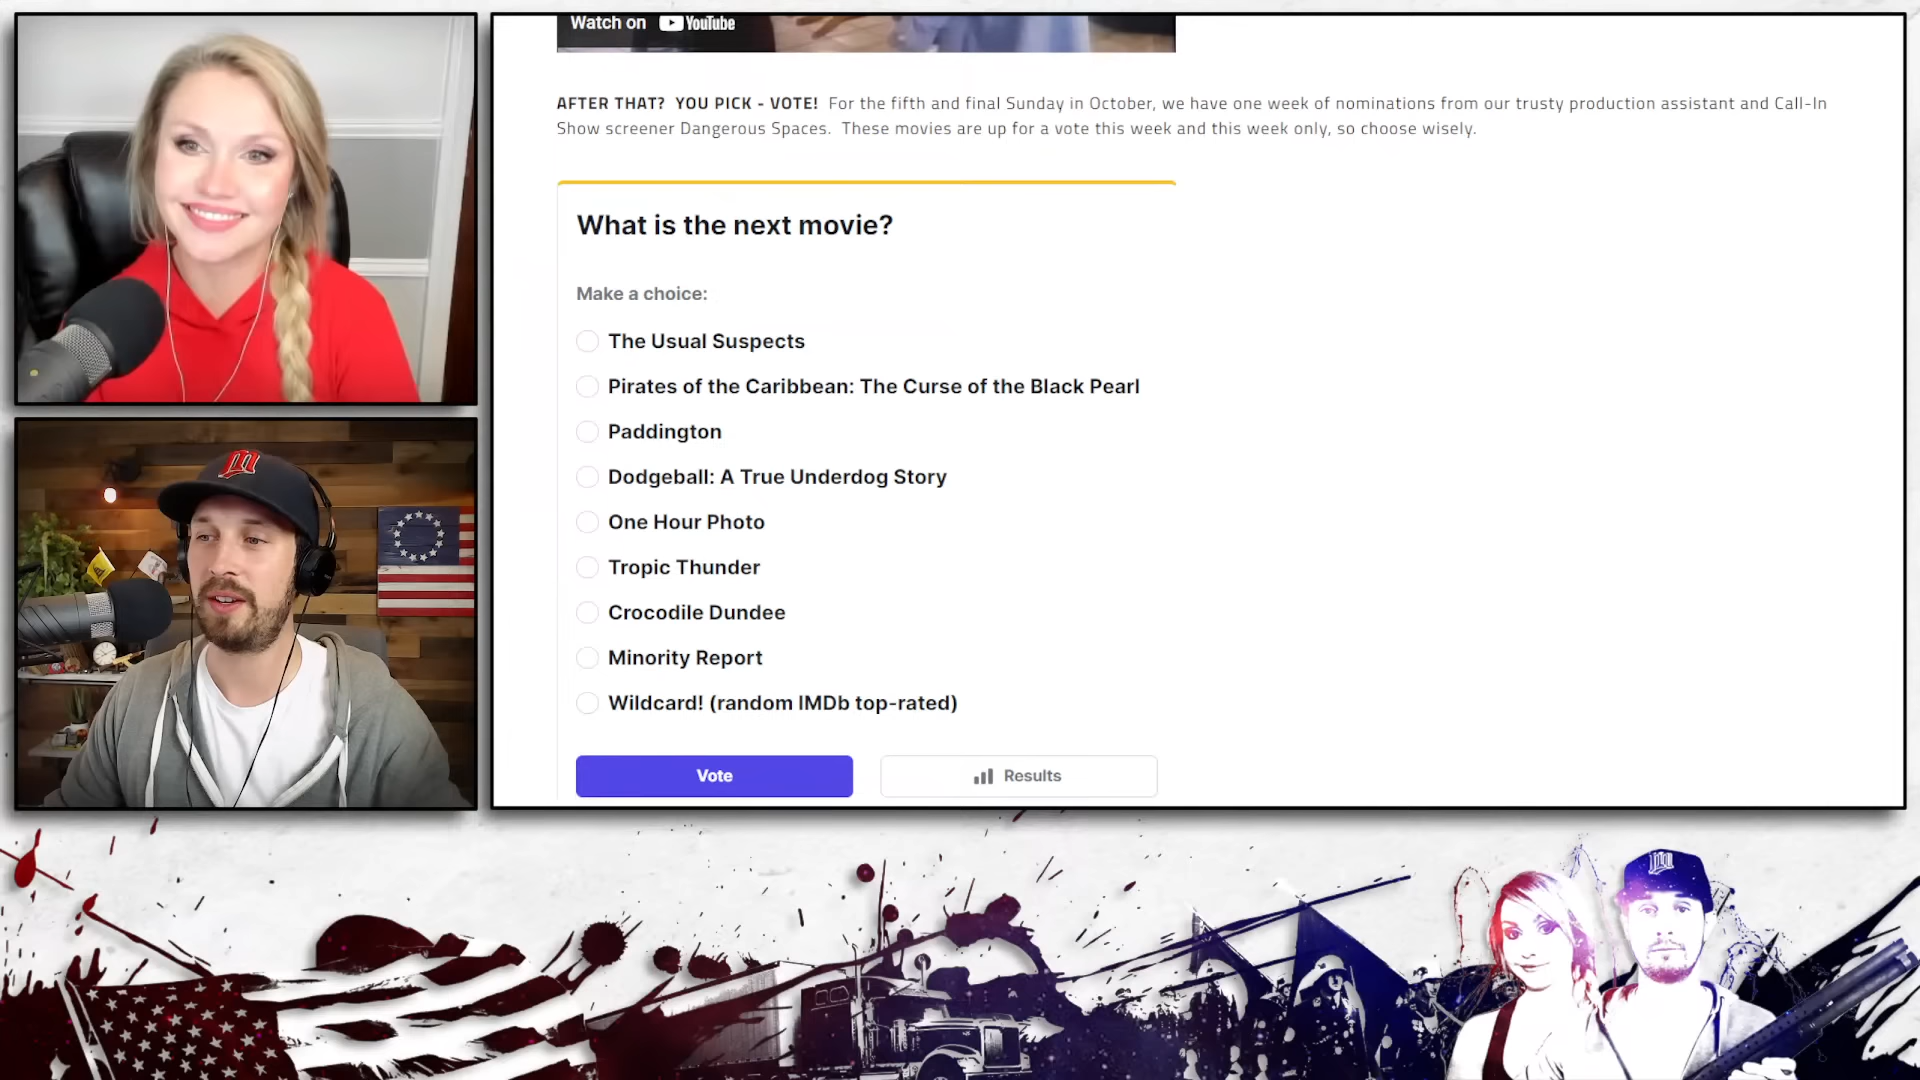 Watch on YouTube
AFTER THAT? YOU PICK - VOTE! For the fifth and final Sunday in October, we have one week of nominations from our trusty production assistant and Call-In
Show screener Dangerous Spaces. These movies are up for a vote this week and this week only, so choose wisely.
What is the next movie?
Make a choice:
The Usual Suspects
Pirates of the Caribbean: The Curse of the Black Pearl
Paddington
Dodgeball: A True Underdog Story
One Hour Photo
Tropic Thunder
Crocodile Dundee
Minority Report
Wildcard! (random IMDb top-rated)
Vote
Results